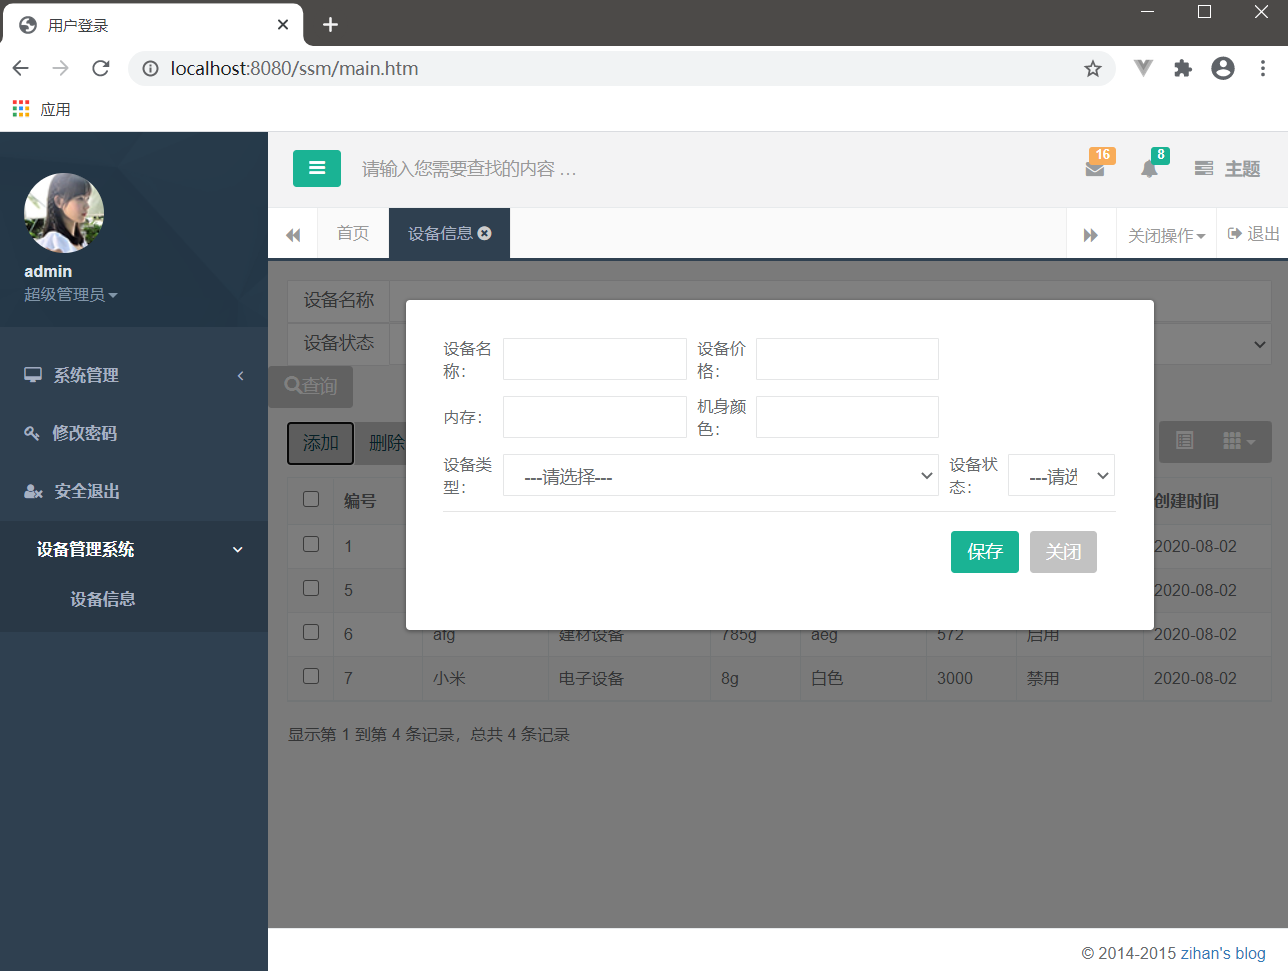 用户登录
localhost:8080/ssm/main.htm
应用
admin
超级管理员
系统管理
修改密码
安全退出
设备管理系统
设备信息
请输入您需要查找的内容 …
16
8
主题
首页
设备信息
关闭操作
退出
设备名称
设备状态
查询
添加 删除
设备名称：
设备价格：
内存：
机身颜色：
设备类型：
---请选择---
设备状态：
---请选
保存
关闭
编号 创建时间
1 2020-08-02
5 2020-08-02
6 afg 建材设备 785g aeg 572 启用 2020-08-02
7 小米 电子设备 8g 白色 3000 禁用 2020-08-02
显示第 1 到第 4 条记录，总共 4 条记录
© 2014-2015 zihan's blog